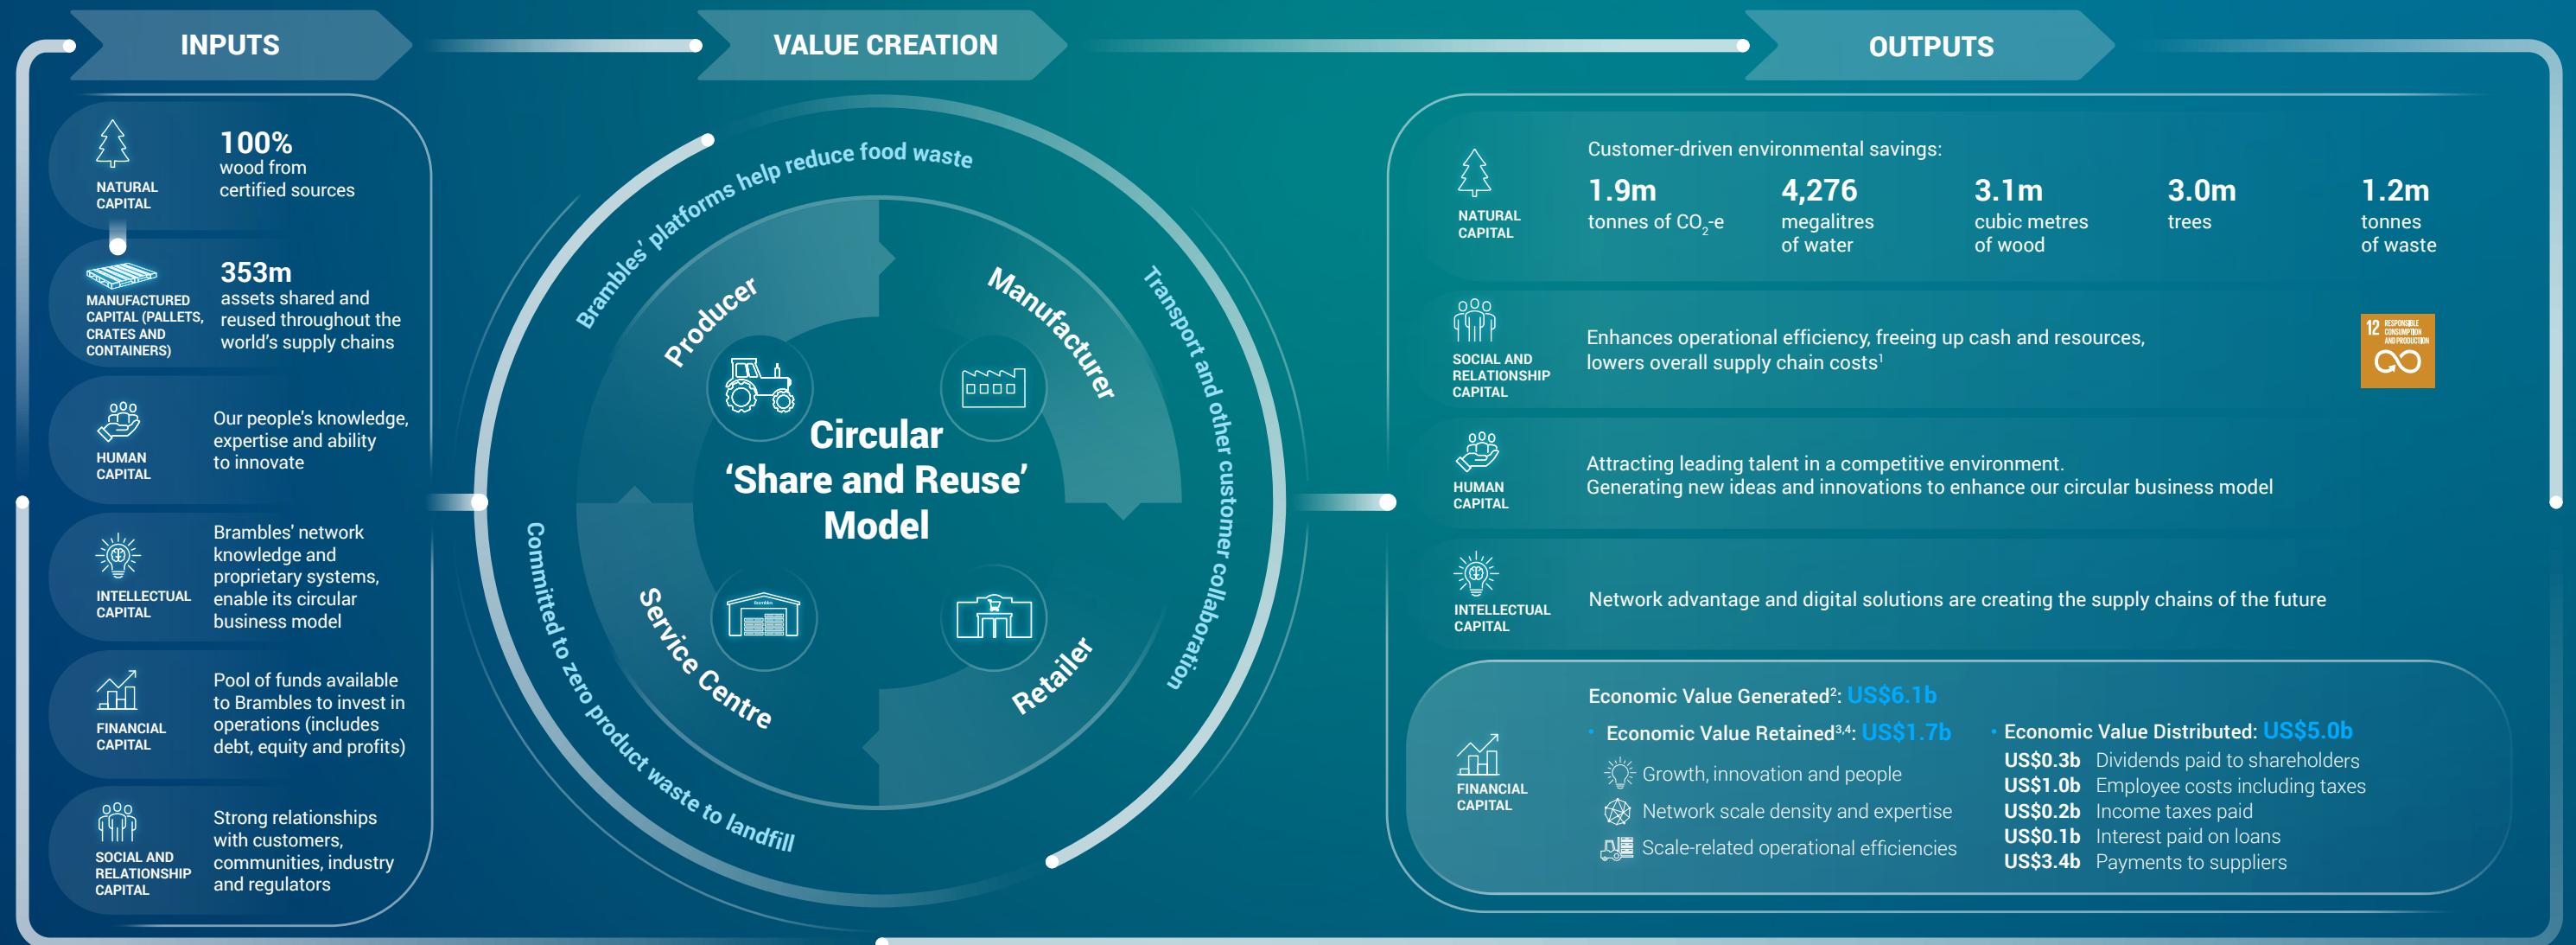 INPUTS
VALUE CREATION
OUTPUTS
NATURAL
CAPITAL
100%
wood from
certified sources
MANUFACTURED
CAPITAL (PALLETS,
CRATES AND
CONTAINERS)
353m
assets shared and
reused throughout the
world's supply chains
HUMAN
CAPITAL
Our people's knowledge,
expertise and ability
to innovate
INTELLECTUAL
CAPITAL
Brambles' network
knowledge and
proprietary systems,
enable its circular
business model
FINANCIAL
CAPITAL
Pool of funds available
to Brambles to invest in
operations (includes
debt, equity and profits)
SOCIAL AND
RELATIONSHIP
CAPITAL
Strong relationships
with customers,
communities, industry
and regulators
Brambles' platforms help reduce food waste
Transport and other customer collaboration
Committed to zero product waste to landfill
Producer
Manufacturer
Retailer
Service Centre
Brambles
Circular
'Share and Reuse'
Model
NATURAL
CAPITAL
Customer-driven environmental savings:
1.9m
tonnes of CO₂-e
4,276
megalitres
of water
3.1m
cubic metres
of wood
3.0m
trees
1.2m
tonnes
of waste
SOCIAL AND
RELATIONSHIP
CAPITAL
Enhances operational efficiency, freeing up cash and resources,
lowers overall supply chain costs¹
12 RESPONSIBLE
CONSUMPTION
AND PRODUCTION
HUMAN
CAPITAL
Attracting leading talent in a competitive environment.
Generating new ideas and innovations to enhance our circular business model
INTELLECTUAL
CAPITAL
Network advantage and digital solutions are creating the supply chains of the future
FINANCIAL
CAPITAL
Economic Value Generated²: US$6.1b
• Economic Value Retained³,⁴: US$1.7b
Growth, innovation and people
Network scale density and expertise
Scale-related operational efficiencies
• Economic Value Distributed: US$5.0b
US$0.3b Dividends paid to shareholders
US$1.0b Employee costs including taxes
US$0.2b Income taxes paid
US$0.1b Interest paid on loans
US$3.4b Payments to suppliers